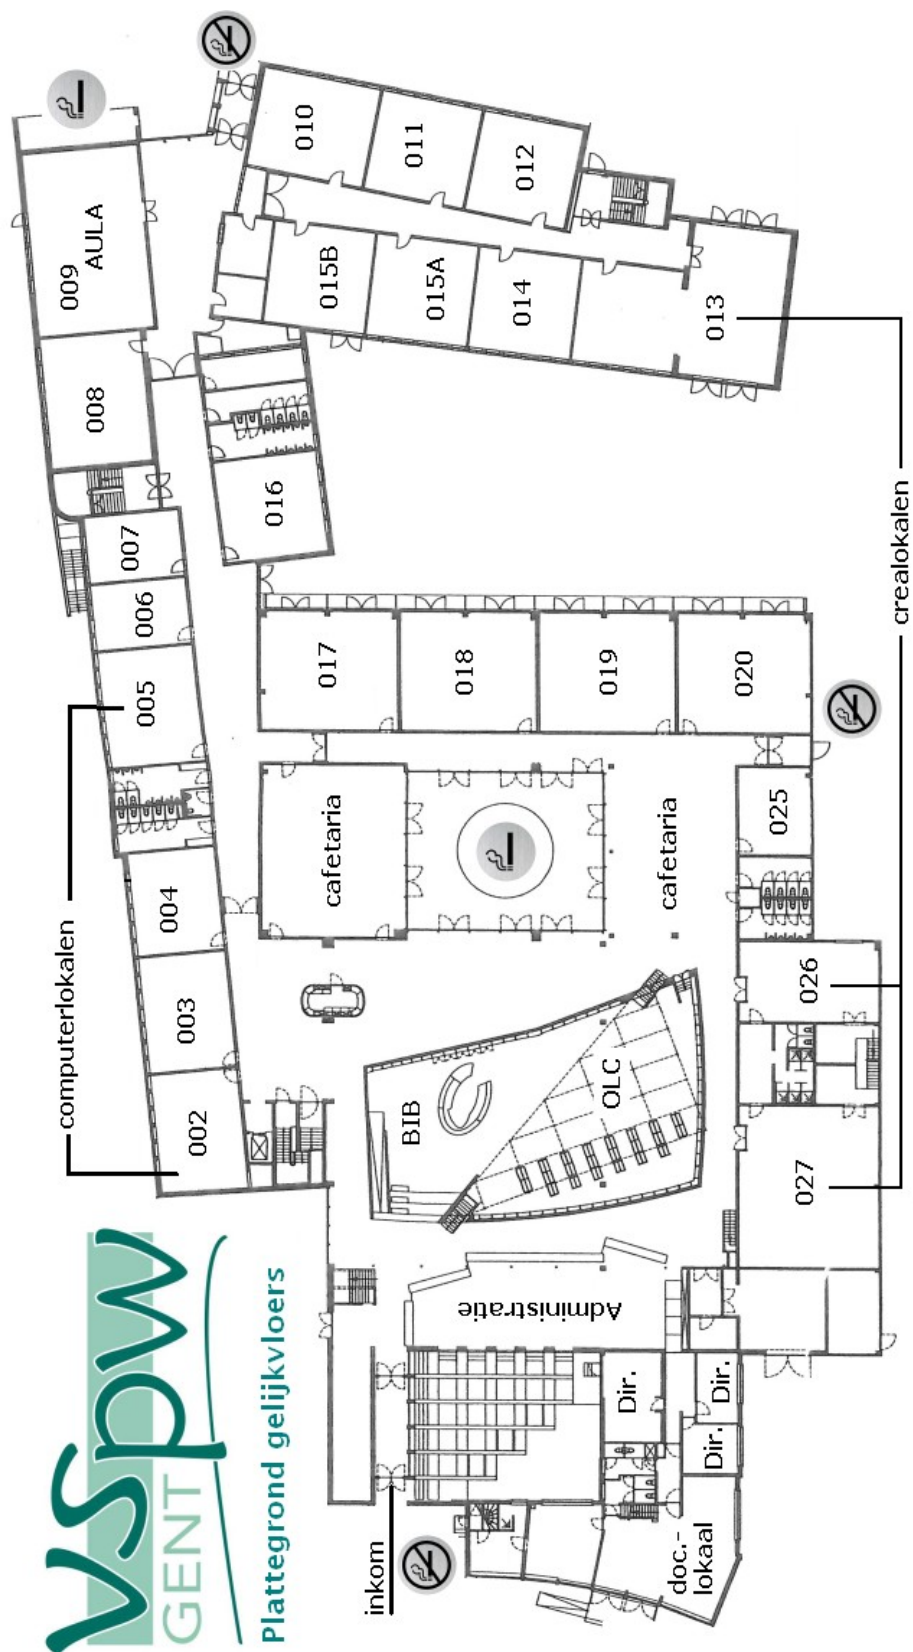 vspw
GENT
Plattegrond gelijkvloers
computerlokalen
002
003
004
005
006
007
008
009
AULA
010
011
012
015B
015A
014
013
016
017
018
019
020
cafetaria
cafetaria
025
026
027
BIB
OLC
Administratie
inkom
Dir.
Dir.
Dir.
doc.-
lokaal
crealokalen